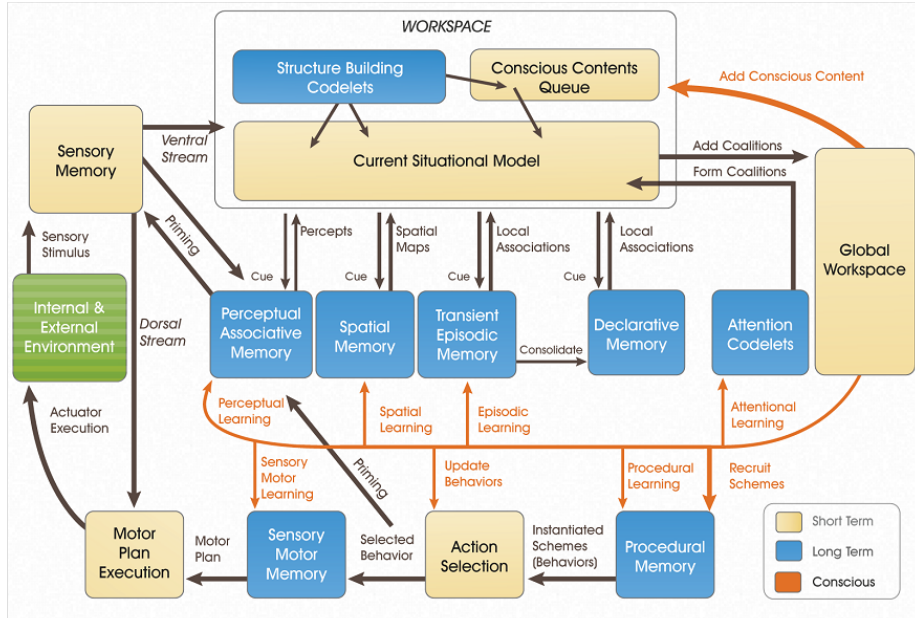 WORKSPACE
Structure Building
Codelets
Conscious Contents
Queue
Add Conscious Content
Sensory
Memory
Ventral
Stream
Current Situational Model
Add Coalitions
Form Coalitions
Global
Workspace
Priming
Sensory
Stimulus
Cue
Percepts
Cue
Spatial
Maps
Cue
Local
Associations
Cue
Local
Associations
Internal &
External
Environment
Dorsal
Stream
Perceptual
Associative
Memory
Spatial
Memory
Transient
Episodic
Memory
Consolidate
Declarative
Memory
Attention
Codelets
Actuator
Execution
Perceptual
Learning
Spatial
Learning
Episodic
Learning
Attentional
Learning
Sensory
Motor
Learning
Priming
Update
Behaviors
Procedural
Learning
Recruit
Schemes
Motor
Plan
Execution
Motor
Plan
Sensory
Motor
Memory
Selected
Behavior
Action
Selection
Instantiated
Schemes
(Behaviors)
Procedural
Memory
Short Term
Long Term
Conscious